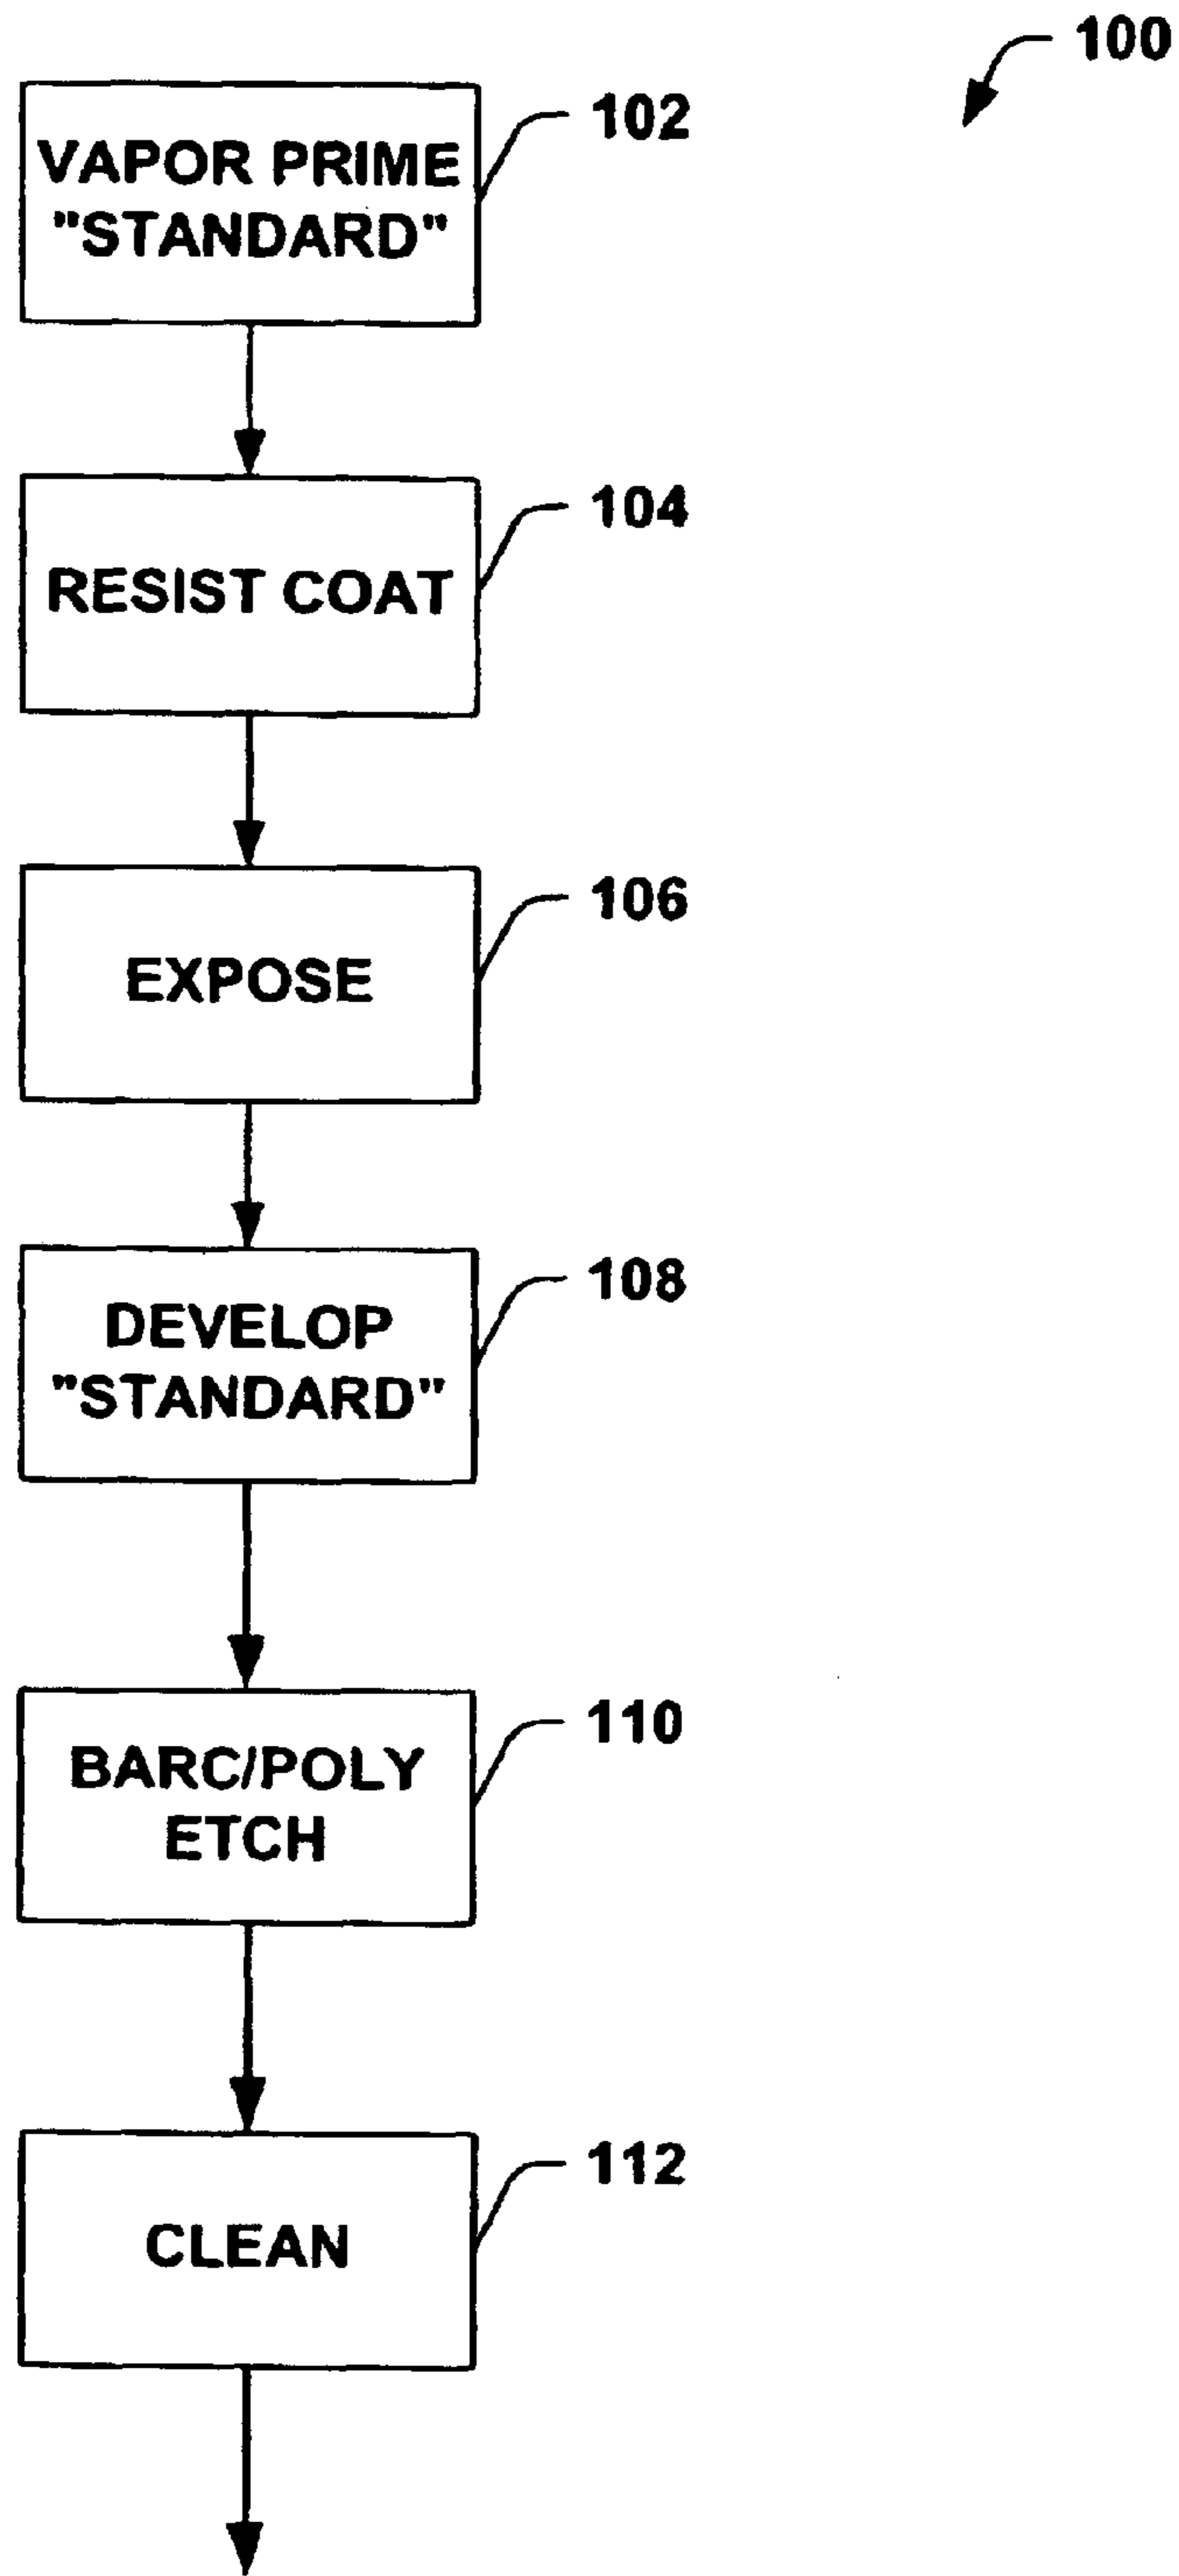 100
102
VAPOR PRIME
"STANDARD"
104
RESIST COAT
106
EXPOSE
108
DEVELOP
"STANDARD"
110
BARC/POLY
ETCH
112
CLEAN